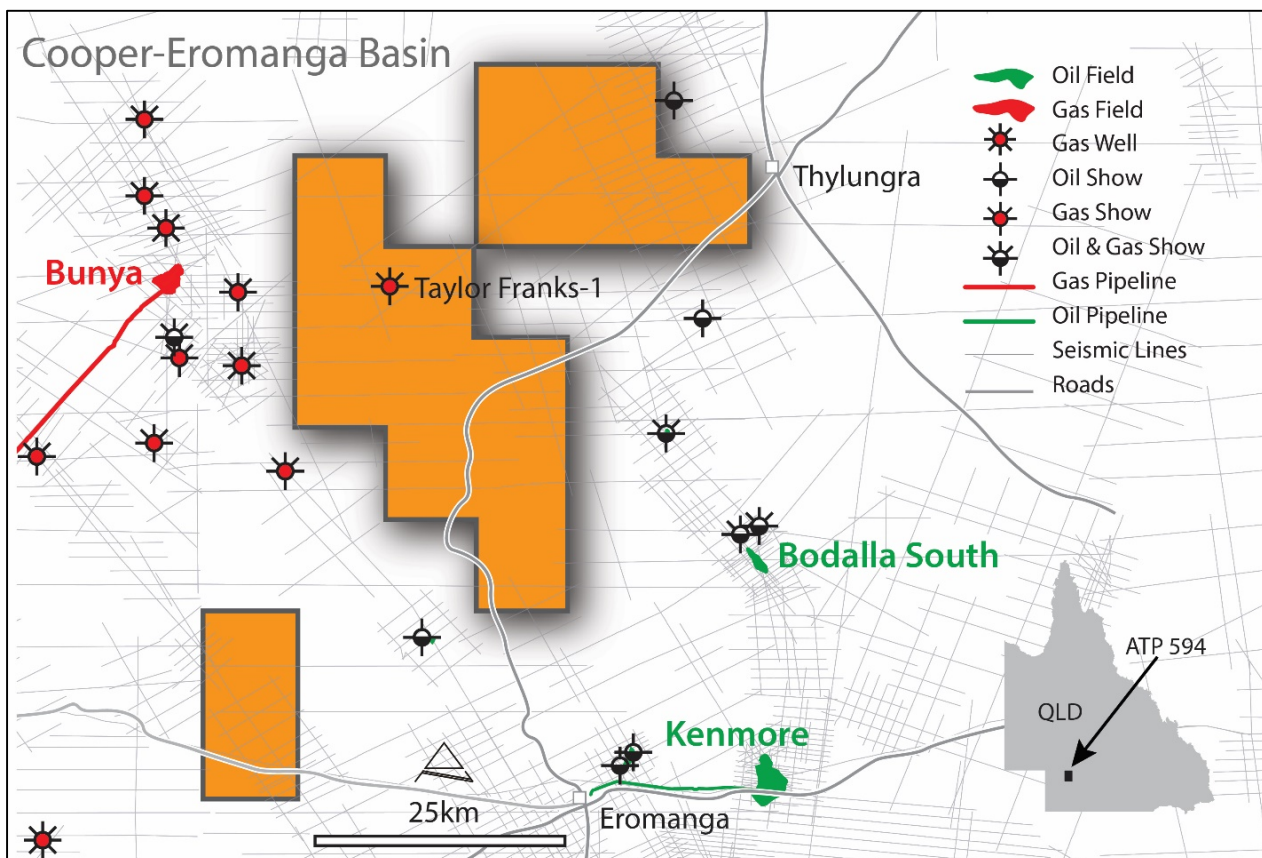 Cooper-Eromanga Basin
Oil Field
Gas Field
Gas Well
Oil Show
Gas Show
Oil & Gas Show
Gas Pipeline
Oil Pipeline
Seismic Lines
Roads
Thylungra
Bunya
Taylor Franks-1
Bodalla South
ATP 594
QLD
Kenmore
25km
Eromanga